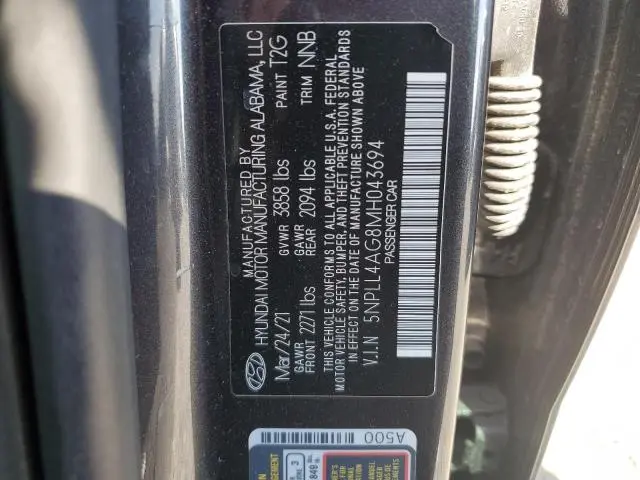 MANUFACTURED BY
HYUNDAI MOTOR MANUFACTURING ALABAMA, LLC
Mar/24/21 GVWR 3858 lbs PAINT T2G
GAWR FRONT 2271 lbs GAWR REAR 2094 lbs TRIM NNB
THIS VEHICLE CONFORMS TO ALL APPLICABLE U.S.A. FEDERAL
MOTOR VEHICLE SAFETY, BUMPER, AND THEFT PREVENTION STANDARDS
IN EFFECT ON THE DATE OF MANUFACTURE SHOWN ABOVE
V.I.N 5NPLL4AG8MH043694
PASSENGER CAR
A500